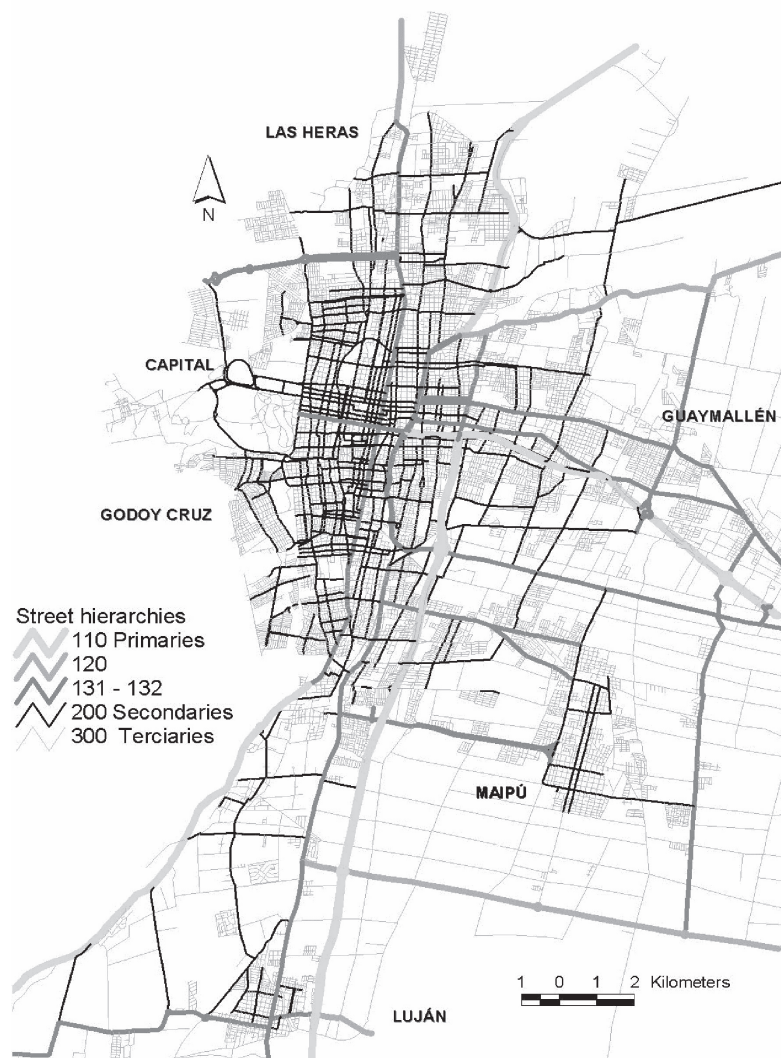 LAS HERAS
N
CAPITAL
GUAYMALLÉN
GODOY CRUZ
Street hierarchies
110 Primaries
120
131 - 132
200 Secondaries
300 Terciaries
MAIPÚ
1 0 1 2 Kilometers
LUJÁN